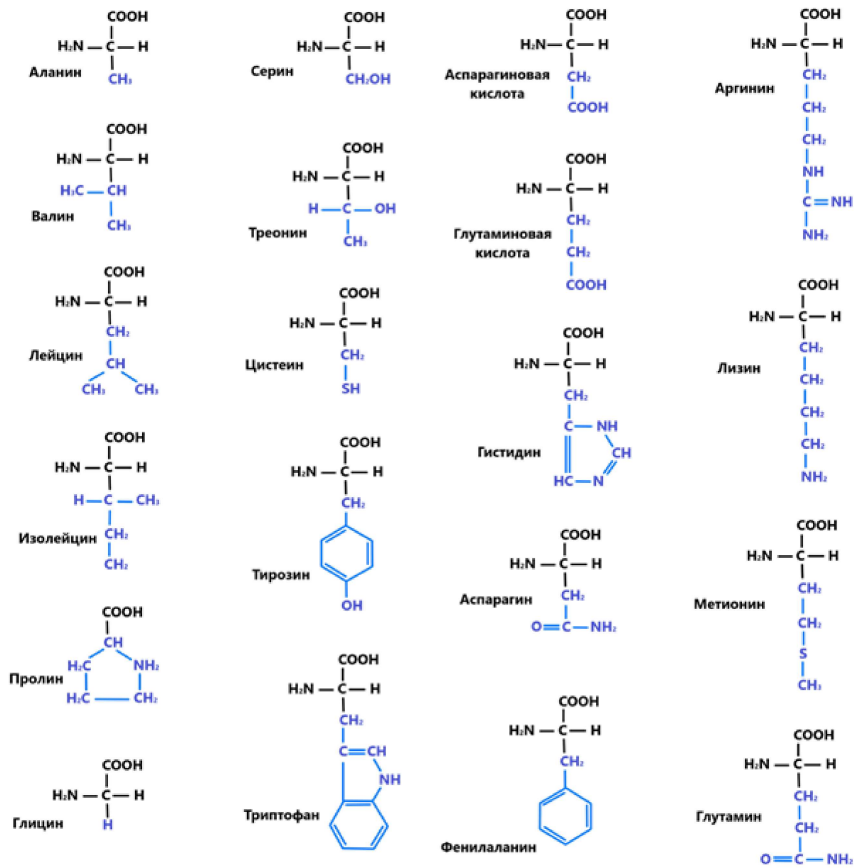 COOH
H₂N
C
H
Аланин
CH₃
COOH
H₂N
C
H
Валин
H₃C
CH
CH₃
COOH
H₂N
C
H
Лейцин
CH₂
CH
CH₃
CH₃
COOH
H₂N
C
H
Изолейцин
H
C
CH₃
CH₂
CH₂
COOH
CH
Пролин
H₂C
NH₂
H₂C
CH₂
COOH
H₂N
C
H
Глицин
H
COOH
H₂N
C
H
Серин
CH₂OH
COOH
H₂N
C
H
Треонин
H
C
OH
CH₃
COOH
H₂N
C
H
Цистеин
CH₂
SH
COOH
H₂N
C
H
Тирозин
CH₂
OH
COOH
H₂N
C
H
Триптофан
CH₂
C
CH
NH
COOH
H₂N
C
H
Аспарагиновая
кислота
CH₂
COOH
COOH
H₂N
C
H
Глутаминовая
кислота
CH₂
CH₂
COOH
COOH
H₂N
C
H
Гистидин
CH₂
C
NH
CH
HC
N
COOH
H₂N
C
H
Аспарагин
CH₂
O
C
NH₂
COOH
H₂N
C
H
Фенилаланин
CH₂
COOH
H₂N
C
H
Аргинин
CH₂
CH₂
CH₂
NH
C
NH
NH₂
COOH
H₂N
C
H
Лизин
CH₂
CH₂
CH₂
CH₂
NH₂
COOH
H₂N
C
H
Метионин
CH₂
CH₂
S
CH₃
COOH
H₂N
C
H
Глутамин
CH₂
CH₂
O
C
NH₂